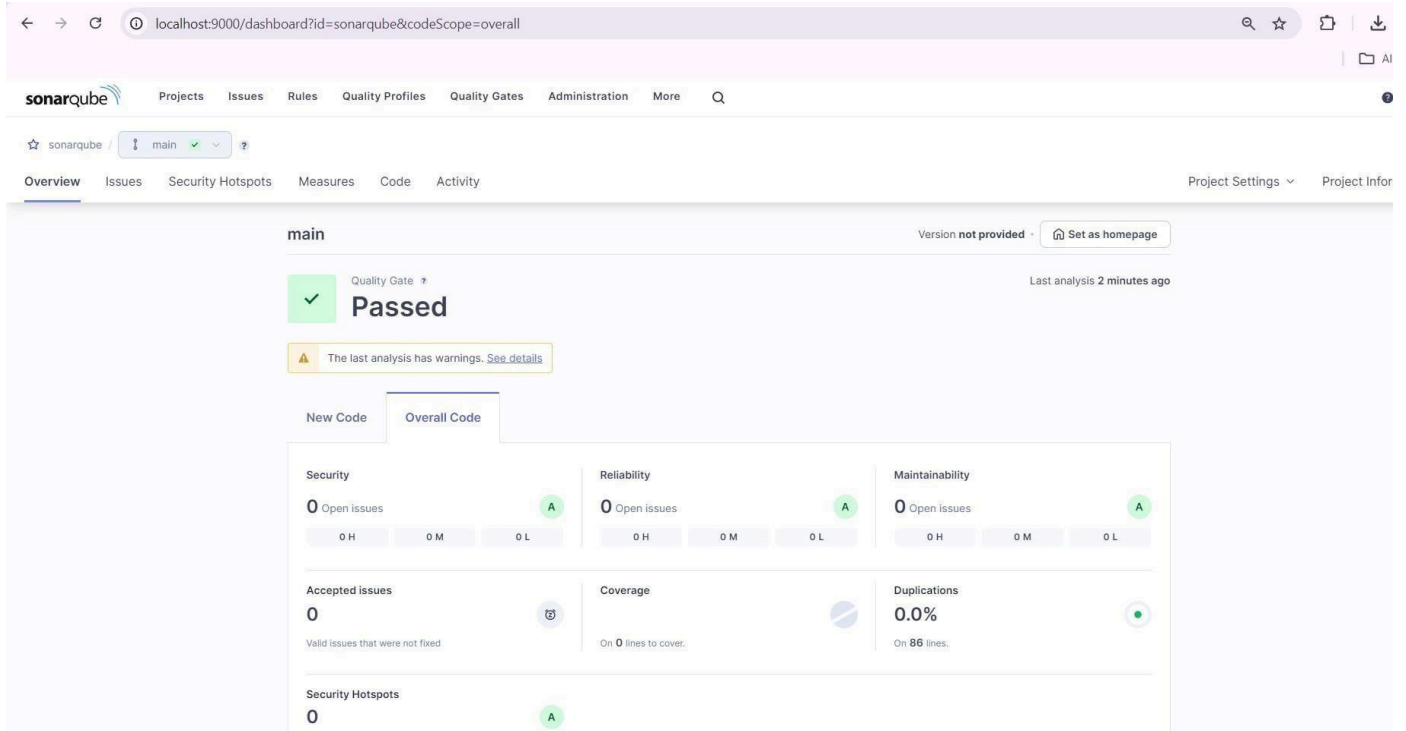 localhost:9000/dashboard?id=sonarqube&codeScope=overall
AI
sonarqube Projects Issues Rules Quality Profiles Quality Gates Administration More
?
sonarqube / main ?
Overview Issues Security Hotspots Measures Code Activity Project Settings Project Infor
main Version not provided · Set as homepage
Quality Gate ? Last analysis 2 minutes ago
Passed
The last analysis has warnings. See details
New Code Overall Code
Security Reliability Maintainability
0 Open issues A 0 Open issues A 0 Open issues A
0 H 0 M 0 L 0 H 0 M 0 L 0 H 0 M 0 L
Accepted issues Coverage Duplications
0 0.0%
Valid issues that were not fixed On 0 lines to cover. On 86 lines.
Security Hotspots
0 A